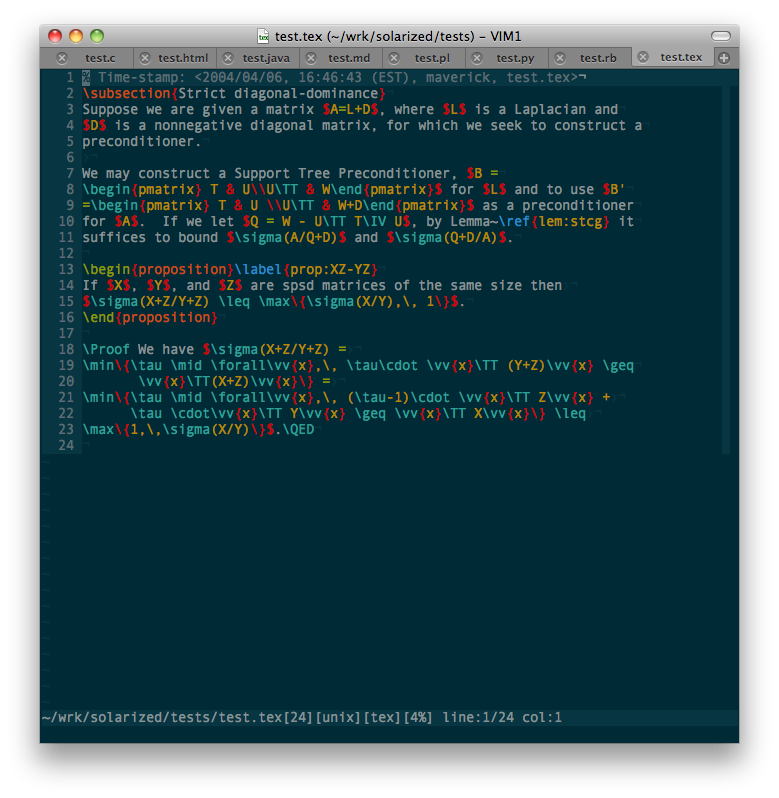 test.tex (~/wrk/solarized/tests) – VIM1
test.c test.html test.java test.md test.pl test.py test.rb test.tex
1 % Time-stamp: <2004/04/06, 16:46:43 (EST), maverick, test.tex>¬
2 \subsection{Strict diagonal-dominance}
3 Suppose we are given a matrix $A=L+D$, where $L$ is a Laplacian and
4 $D$ is a nonnegative diagonal matrix, for which we seek to construct a
5 preconditioner.
6
7 We may construct a Support Tree Preconditioner, $B =
8 \begin{pmatrix} T & U\\U\TT & W\end{pmatrix}$ for $L$ and to use $B'
9 =\begin{pmatrix} T & U \\U\TT & W+D\end{pmatrix}$ as a preconditioner
10 for $A$.  If we let $Q = W - U\TT T\IV U$, by Lemma~\ref{lem:stcg} it
11 suffices to bound $\sigma(A/Q+D)$ and $\sigma(Q+D/A)$.
12
13 \begin{proposition}\label{prop:XZ-YZ}
14 If $X$, $Y$, and $Z$ are spsd matrices of the same size then
15 $\sigma(X+Z/Y+Z) \leq \max\{\sigma(X/Y),\, 1\}$.
16 \end{proposition}
17
18 \Proof We have $\sigma(X+Z/Y+Z) =
19 \min\{\tau \mid \forall\vv{x},\, \tau\cdot \vv{x}\TT (Y+Z)\vv{x} \geq
20 \vv{x}\TT(X+Z)\vv{x}\} =
21 \min\{\tau \mid \forall\vv{x},\, (\tau-1)\cdot \vv{x}\TT Z\vv{x} +
22 \tau \cdot\vv{x}\TT Y\vv{x} \geq \vv{x}\TT X\vv{x}\} \leq
23 \max\{1,\,\sigma(X/Y)\}$.\QED
24
~/wrk/solarized/tests/test.tex[24][unix][tex][4%] line:1/24 col:1